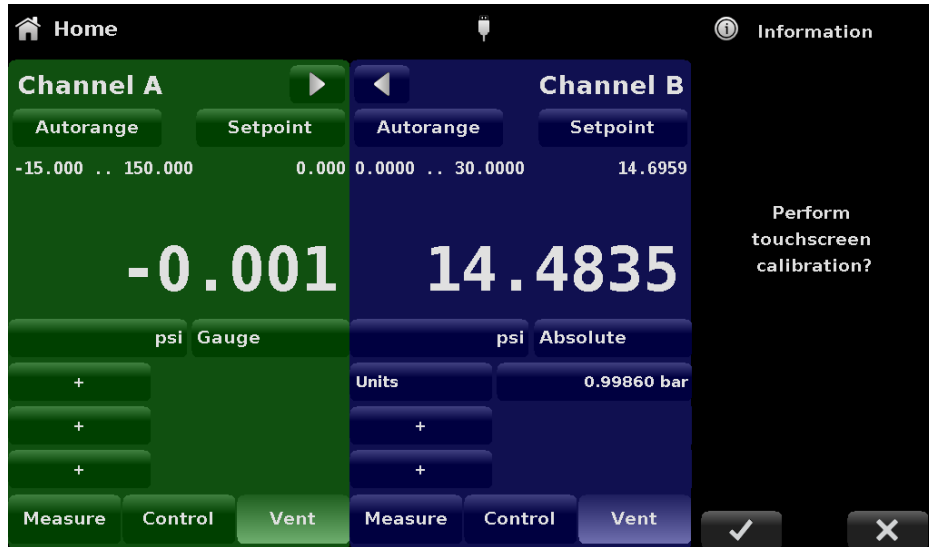 Home
Information
Channel A
Channel B
Autorange Setpoint
Autorange Setpoint
-15.000 .. 150.000 0.000
0.0000 .. 30.0000 14.6959
-0.001
14.4835
psi Gauge
psi Absolute
+
Units 0.99860 bar
+
+
+
+
Measure Control Vent
Measure Control Vent
Perform
touchscreen
calibration?